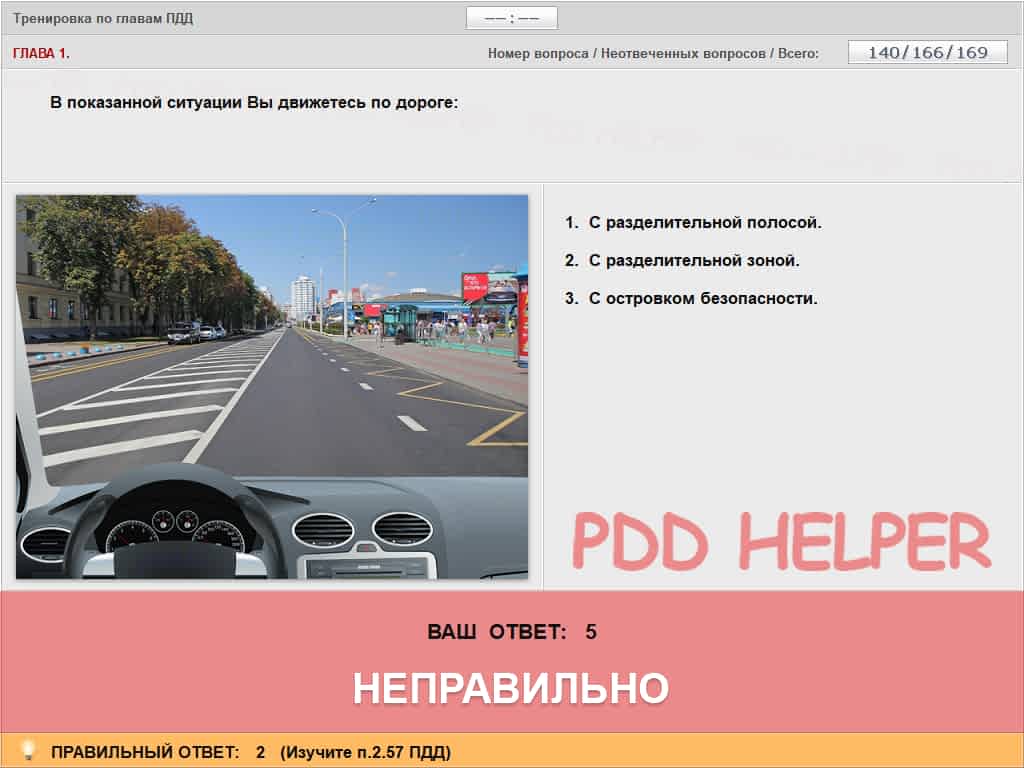 Тренировка по главам ПДД
—— : ——
ГЛАВА 1.
Номер вопроса / Неотвеченных вопросов / Всего:
140/166/169
В показанной ситуации Вы движетесь по дороге:
1. С разделительной полосой.
2. С разделительной зоной.
3. С островком безопасности.
PDD HELPER
ВАШ ОТВЕТ: 5
НЕПРАВИЛЬНО
ПРАВИЛЬНЫЙ ОТВЕТ: 2 (Изучите п.2.57 ПДД)